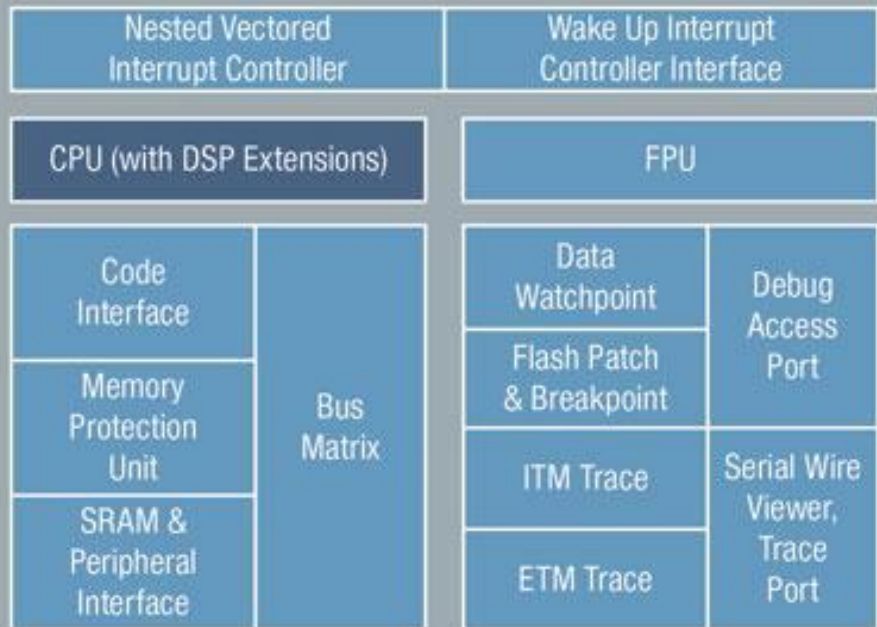 Nested Vectored
Interrupt Controller
Wake Up Interrupt
Controller Interface
CPU (with DSP Extensions)
FPU
Code
Interface
Memory
Protection
Unit
SRAM &
Peripheral
Interface
Bus
Matrix
Data
Watchpoint
Flash Patch
& Breakpoint
ITM Trace
ETM Trace
Debug
Access
Port
Serial Wire
Viewer,
Trace
Port